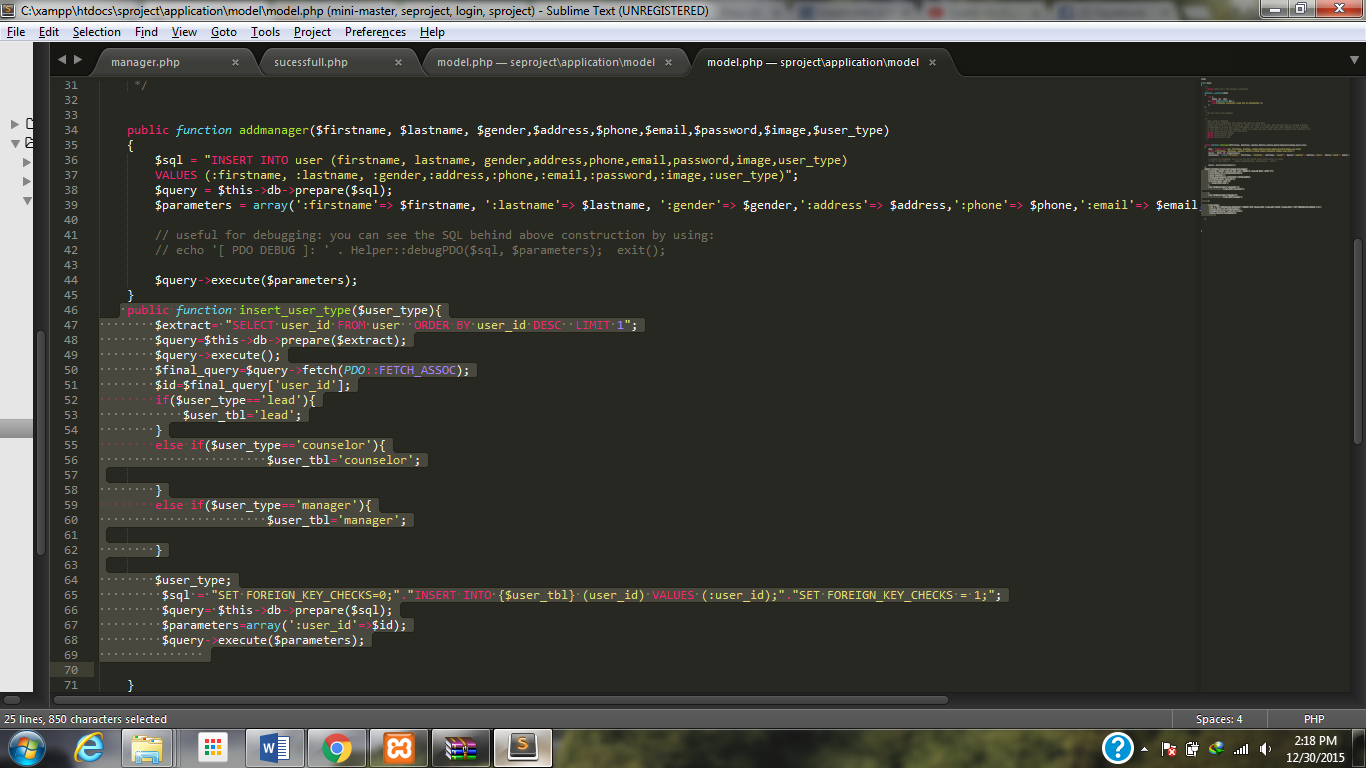 C:\xampp\htdocs\sproject\application\model\model.php (mini-master, seproject, login, sproject) - Sublime Text (UNREGISTERED)
File Edit Selection Find View Goto Tools Project Preferences Help
manager.php × sucessfull.php × model.php — seproject\application\model × model.php — sproject\application\model ×
31 */
32
33
34 public function addmanager($firstname, $lastname, $gender,$address,$phone,$email,$password,$image,$user_type)
35 {
36 $sql = "INSERT INTO user (firstname, lastname, gender,address,phone,email,password,image,user_type)
37 VALUES (:firstname, :lastname, :gender,:address,:phone,:email,:password,:image,:user_type)";
38 $query = $this->db->prepare($sql);
39 $parameters = array(':firstname'=> $firstname, ':lastname'=> $lastname, ':gender'=> $gender,':address'=> $address,':phone'=> $phone,':email'=> $email
40
41 // useful for debugging: you can see the SQL behind above construction by using:
42 // echo '[ PDO DEBUG ]: ' . Helper::debugPDO($sql, $parameters);  exit();
43
44 $query->execute($parameters);
45 }
46 public function insert_user_type($user_type){
47 $extract= "SELECT user_id FROM user  ORDER BY user_id DESC  LIMIT 1";
48 $query=$this->db->prepare($extract);
49 $query->execute();
50 $final_query=$query->fetch(PDO::FETCH_ASSOC);
51 $id=$final_query['user_id'];
52 if($user_type=='lead'){
53 $user_tbl='lead';
54 }
55 else if($user_type=='counselor'){
56 $user_tbl='counselor';
57
58 }
59 else if($user_type=='manager'){
60 $user_tbl='manager';
61
62 }
63
64 $user_type;
65 $sql = "SET FOREIGN_KEY_CHECKS=0;"."INSERT INTO {$user_tbl} (user_id) VALUES (:user_id);"."SET FOREIGN_KEY_CHECKS = 1;";
66 $query= $this->db->prepare($sql);
67 $parameters=array(':user_id'=>$id);
68 $query->execute($parameters);
69
70
71 }
25 lines, 850 characters selected Spaces: 4 PHP
2:18 PM
12/30/2015